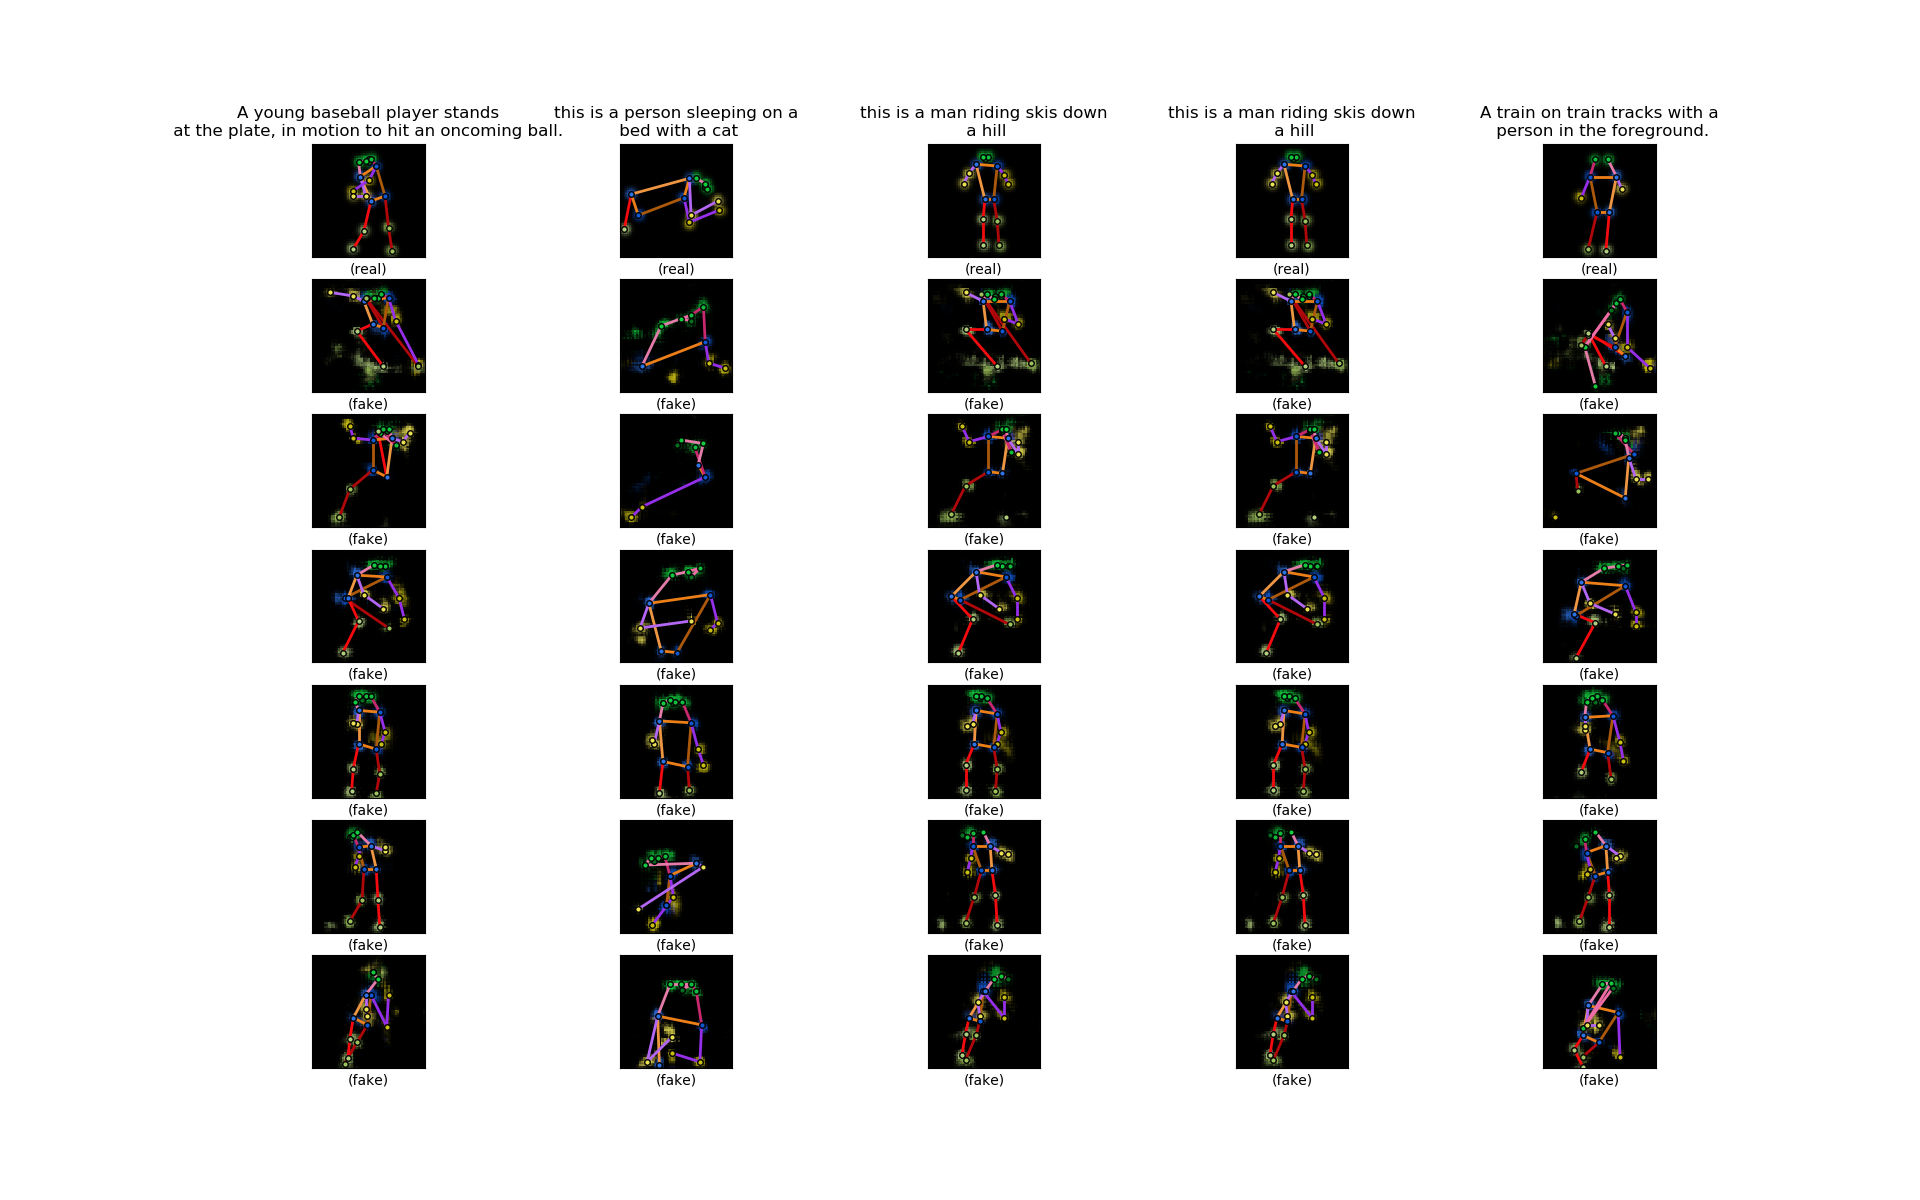 A young baseball player stands
at the plate, in motion to hit an oncoming ball.
this is a person sleeping on a
bed with a cat
this is a man riding skis down
a hill
this is a man riding skis down
a hill
A train on train tracks with a
person in the foreground.
(real) (real) (real) (real) (real)
(fake) (fake) (fake) (fake) (fake)
(fake) (fake) (fake) (fake) (fake)
(fake) (fake) (fake) (fake) (fake)
(fake) (fake) (fake) (fake) (fake)
(fake) (fake) (fake) (fake) (fake)
(fake) (fake) (fake) (fake) (fake)